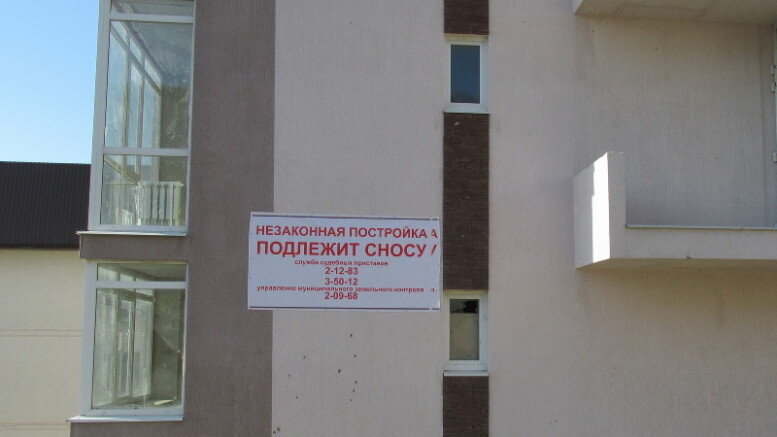 НЕЗАКОННАЯ ПОСТРОЙКА
ПОДЛЕЖИТ СНОСУ
служба судебных приставов
2-12-83
3-50-12
управление муниципального земельного контроля
2-09-68